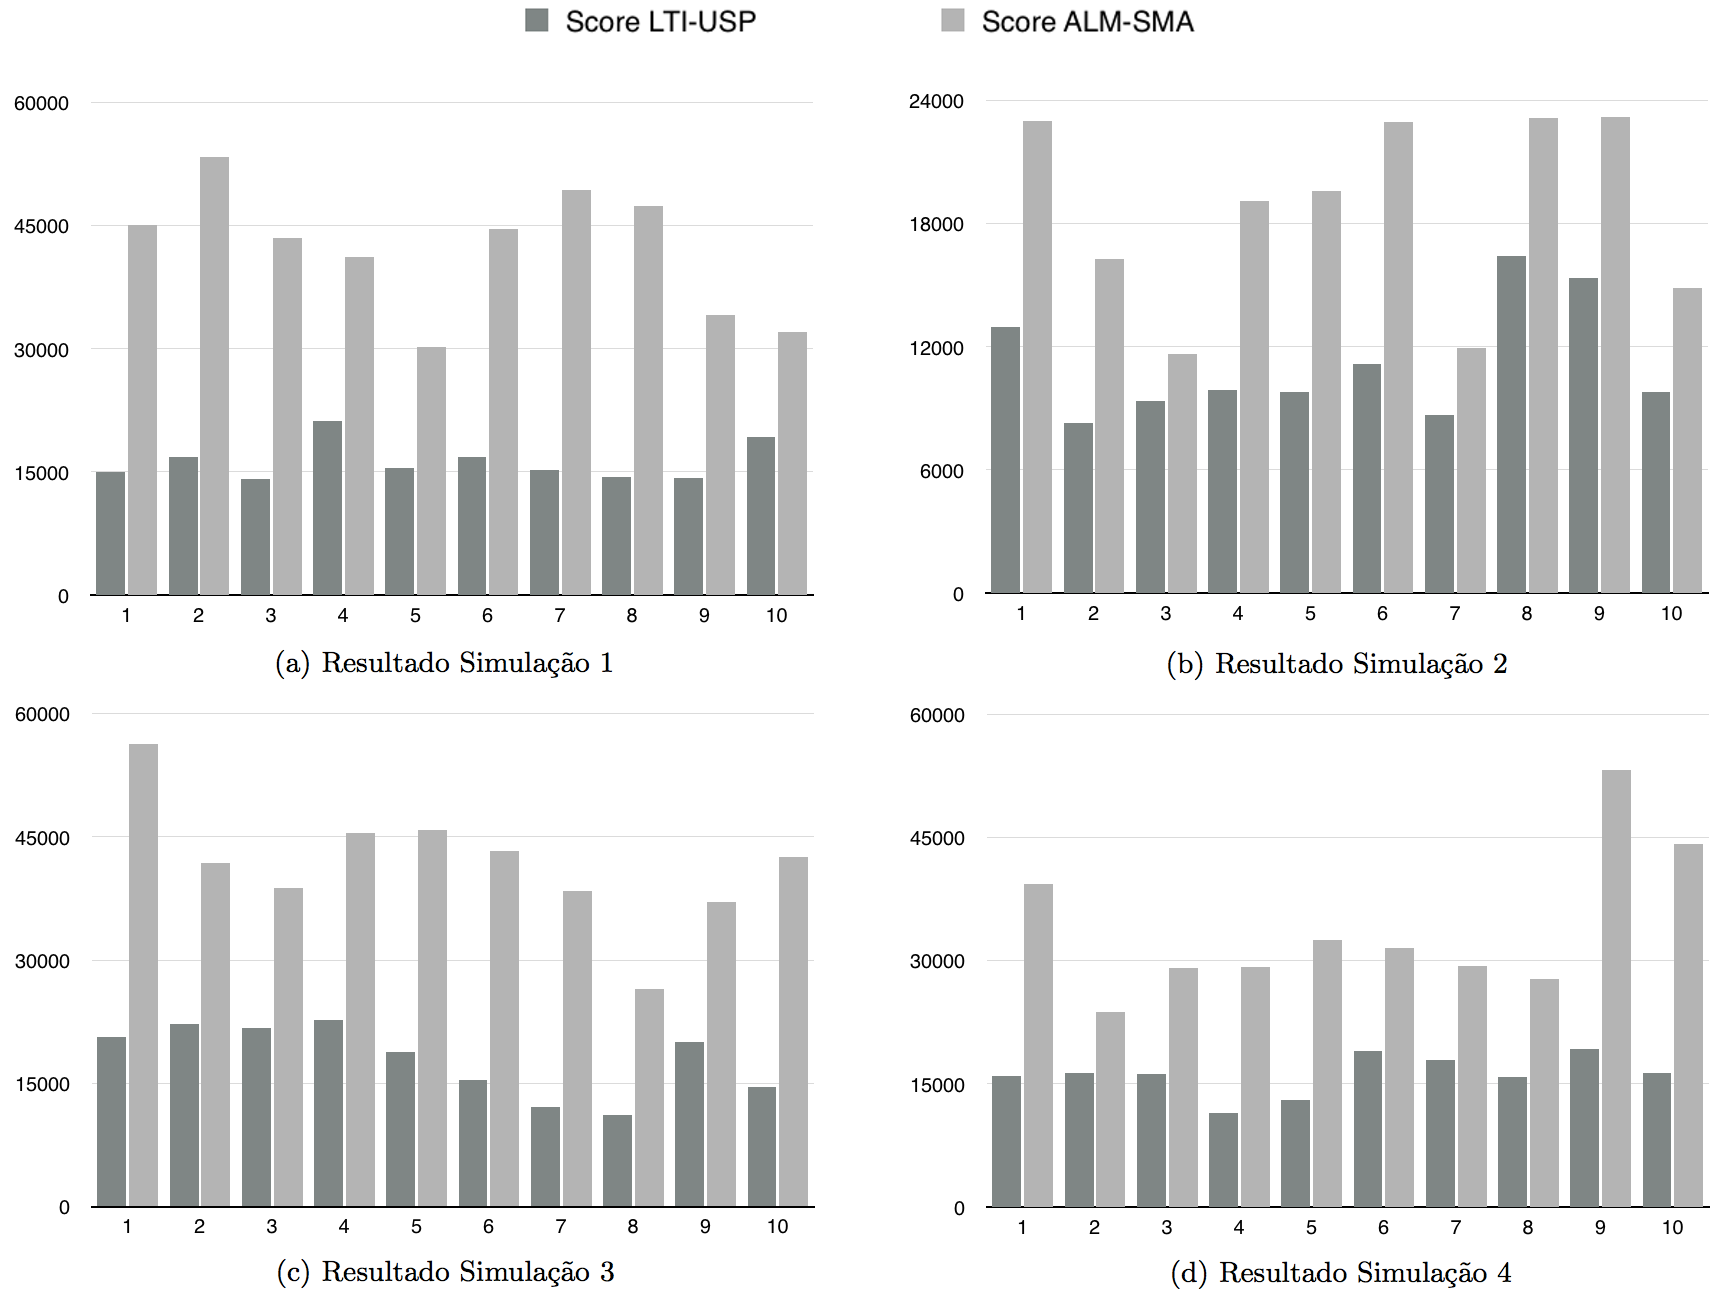 Score LTI-USP Score ALM-SMA
60000
45000
30000
15000
0
1 2 3 4 5 6 7 8 9 10
(a) Resultado Simulação 1
24000
18000
12000
6000
0
1 2 3 4 5 6 7 8 9 10
(b) Resultado Simulação 2
60000
45000
30000
15000
0
1 2 3 4 5 6 7 8 9 10
(c) Resultado Simulação 3
60000
45000
30000
15000
0
1 2 3 4 5 6 7 8 9 10
(d) Resultado Simulação 4